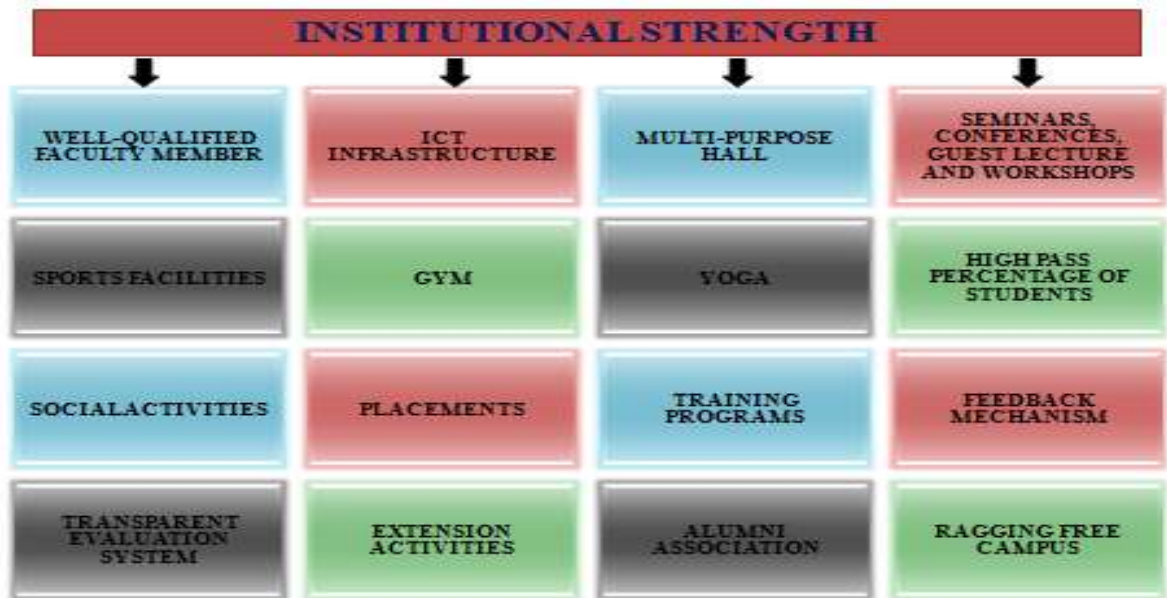 INSTITUTIONAL STRENGTH
WELL-QUALIFIED
FACULTY MEMBER
ICT
INFRASTRUCTURE
MULTI-PURPOSE
HALL
SEMINARS,
CONFERENCES,
GUEST LECTURE
AND WORKSHOPS
SPORTS FACILITIES
GYM
YOGA
HIGH PASS
PERCENTAGE OF
STUDENTS
SOCIALACTIVITIES
PLACEMENTS
TRAINING
PROGRAMS
FEEDBACK
MECHANISM
TRANSPARENT
EVALUATION
SYSTEM
EXTENSION
ACTIVITIES
ALUMNI
ASSOCIATION
RAGGING FREE
CAMPUS